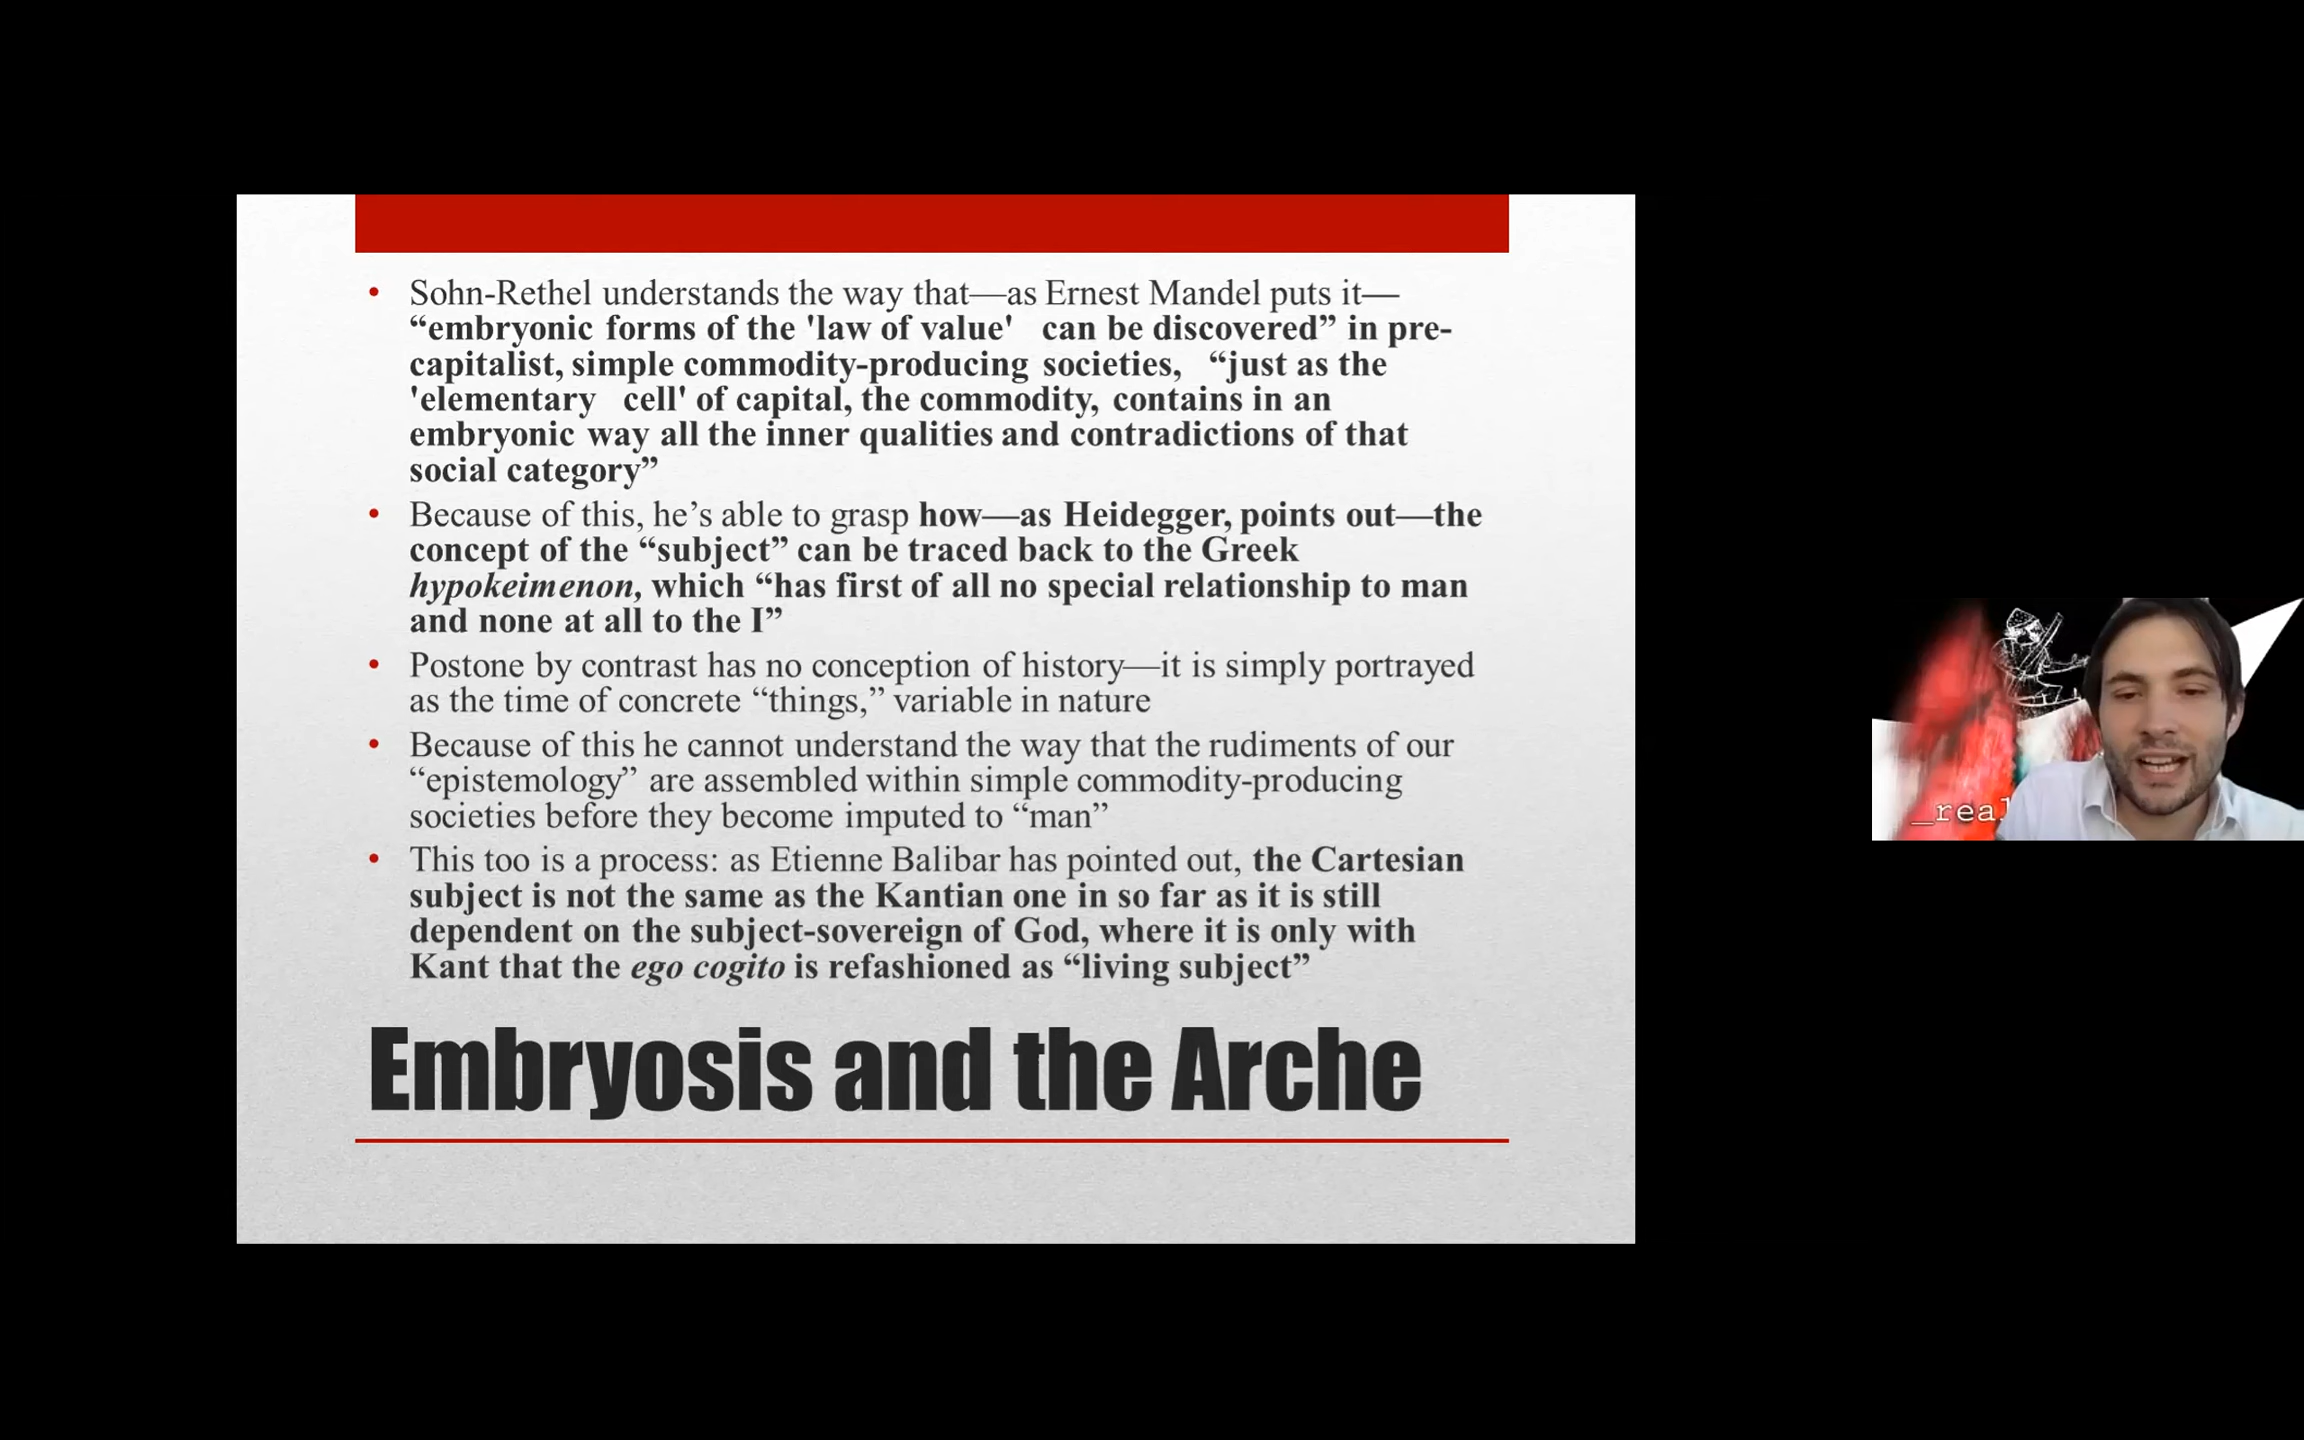 • Sohn-Rethel understands the way that—as Ernest Mandel puts it—
“embryonic forms of the 'law of value' can be discovered” in pre-
capitalist, simple commodity-producing societies, “just as the
'elementary cell' of capital, the commodity, contains in an
embryonic way all the inner qualities and contradictions of that
social category”
• Because of this, he’s able to grasp how—as Heidegger, points out—the
concept of the “subject” can be traced back to the Greek
hypokeimenon, which “has first of all no special relationship to man
and none at all to the I”
• Postone by contrast has no conception of history—it is simply portrayed
as the time of concrete “things,” variable in nature
• Because of this he cannot understand the way that the rudiments of our
“epistemology” are assembled within simple commodity-producing
societies before they become imputed to “man”
• This too is a process: as Etienne Balibar has pointed out, the Cartesian
subject is not the same as the Kantian one in so far as it is still
dependent on the subject-sovereign of God, where it is only with
Kant that the ego cogito is refashioned as “living subject”
Embryosis and the Arche
_real